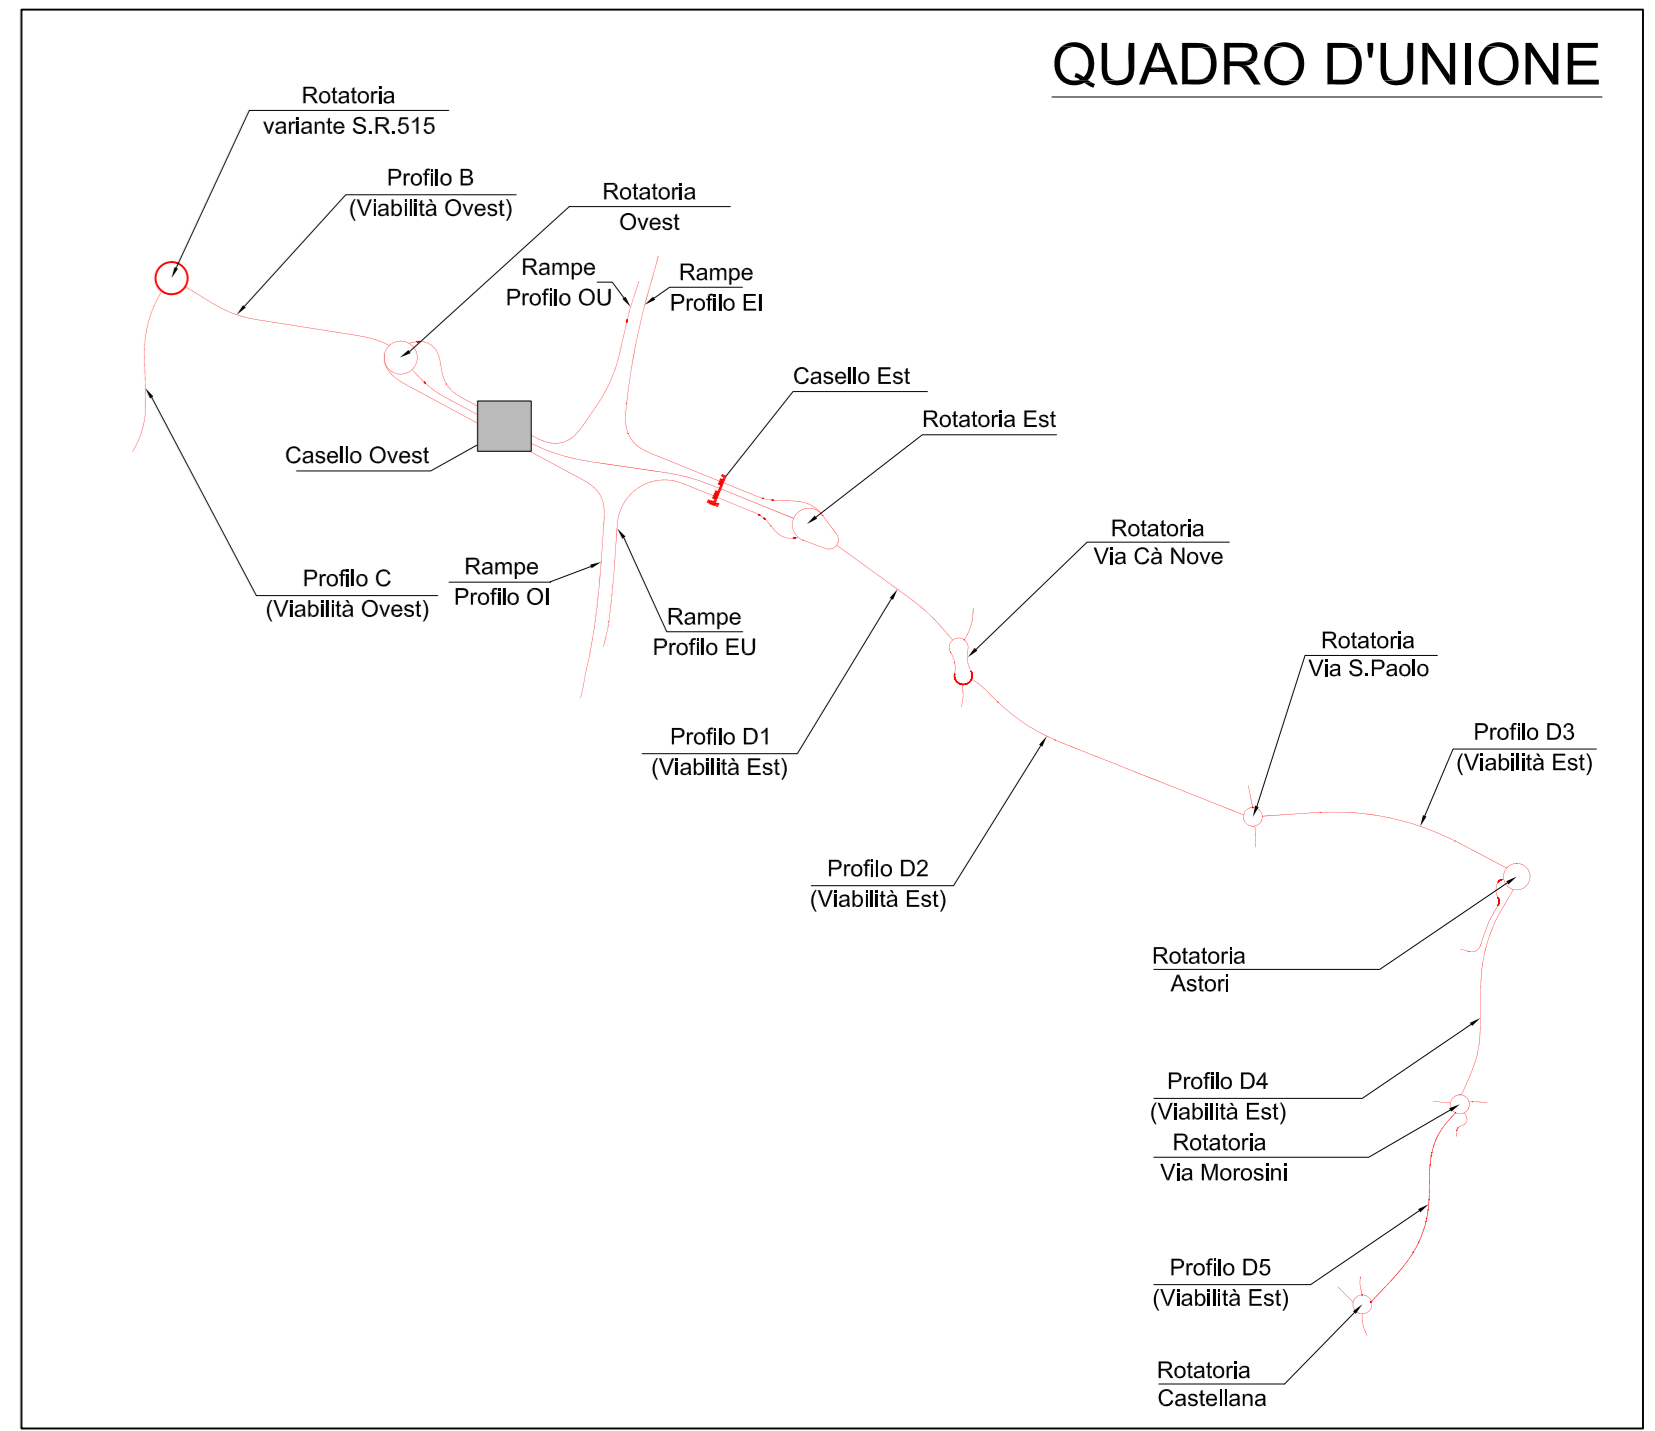 QUADRO D'UNIONE
Rotatoria
variante S.R.515
Profilo B
(Viabilità Ovest)
Rotatoria
Ovest
Rampe
Profilo OU
Rampe
Profilo EI
Casello Est
Rotatoria Est
Casello Ovest
Rotatoria
Via Cà Nove
Profilo C
(Viabilità Ovest)
Rampe
Profilo OI
Rampe
Profilo EU
Rotatoria
Via S.Paolo
Profilo D1
(Viabilità Est)
Profilo D3
(Viabilità Est)
Profilo D2
(Viabilità Est)
Rotatoria
Astori
Profilo D4
(Viabilità Est)
Rotatoria
Via Morosini
Profilo D5
(Viabilità Est)
Rotatoria
Castellana